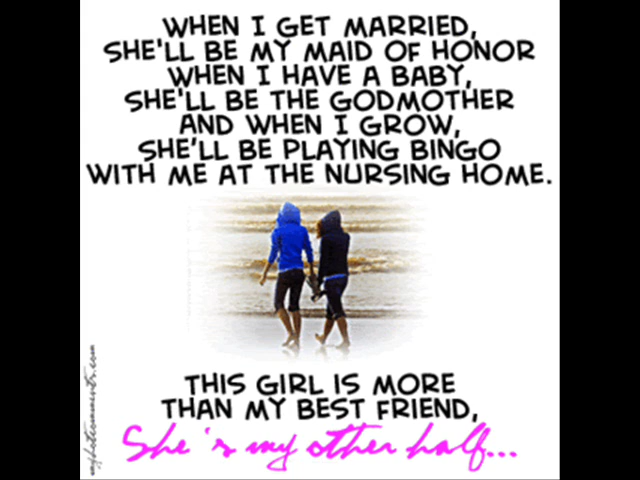 WHEN I GET MARRIED,
SHE'LL BE MY MAID OF HONOR
WHEN I HAVE A BABY,
SHE'LL BE THE GODMOTHER
AND WHEN I GROW,
SHE'LL BE PLAYING BINGO
WITH ME AT THE NURSING HOME.
THIS GIRL IS MORE
THAN MY BEST FRIEND,
She's my other half...